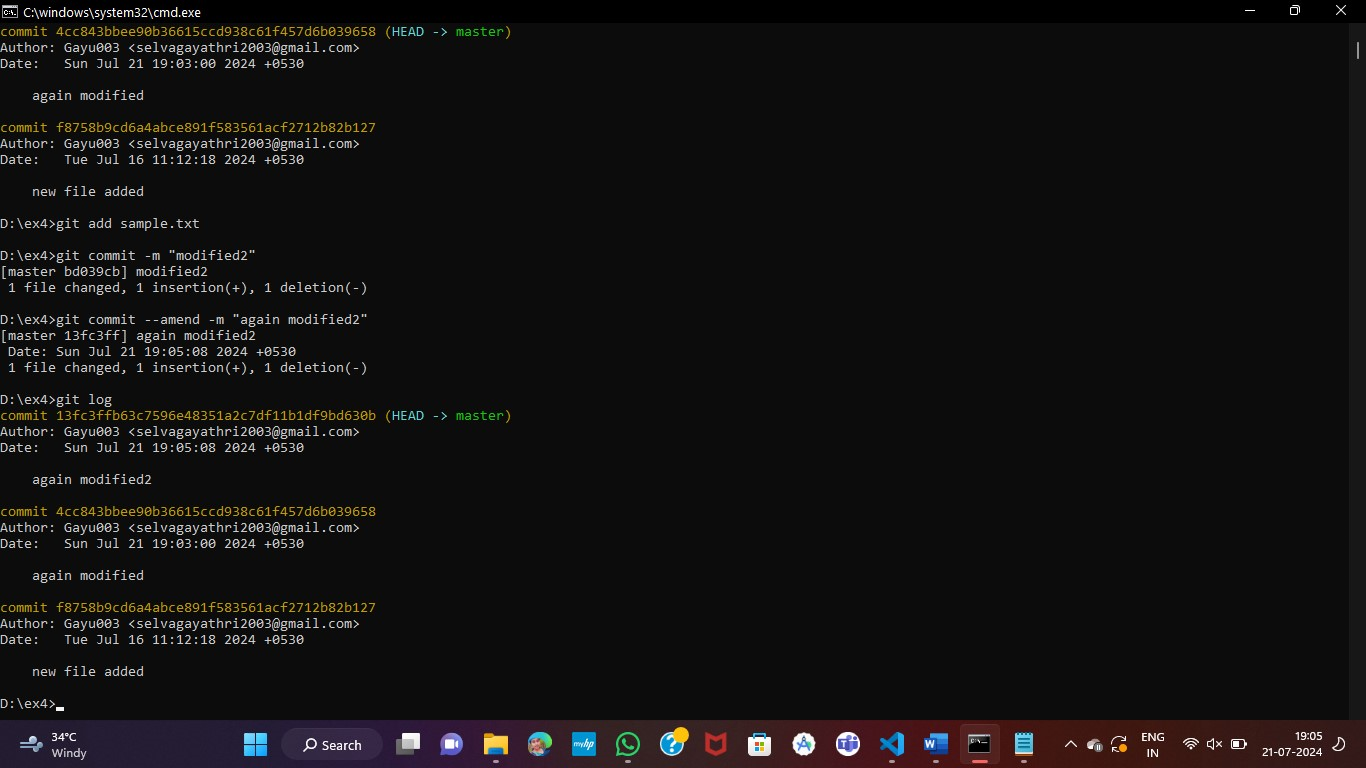 C:\windows\system32\cmd.exe
commit 4cc843bbee90b36615ccd938c61f457d6b039658 (HEAD -> master)
Author: Gayu003 <selvagayathri2003@gmail.com>
Date:   Sun Jul 21 19:03:00 2024 +0530
    again modified
commit f8758b9cd6a4abce891f583561acf2712b82b127
Author: Gayu003 <selvagayathri2003@gmail.com>
Date:   Tue Jul 16 11:12:18 2024 +0530
    new file added
D:\ex4>git add sample.txt
D:\ex4>git commit -m "modified2"
[master bd039cb] modified2
 1 file changed, 1 insertion(+), 1 deletion(-)
D:\ex4>git commit --amend -m "again modified2"
[master 13fc3ff] again modified2
 Date: Sun Jul 21 19:05:08 2024 +0530
 1 file changed, 1 insertion(+), 1 deletion(-)
D:\ex4>git log
commit 13fc3ffb63c7596e48351a2c7df11b1df9bd630b (HEAD -> master)
Author: Gayu003 <selvagayathri2003@gmail.com>
Date:   Sun Jul 21 19:05:08 2024 +0530
    again modified2
commit 4cc843bbee90b36615ccd938c61f457d6b039658
Author: Gayu003 <selvagayathri2003@gmail.com>
Date:   Sun Jul 21 19:03:00 2024 +0530
    again modified
commit f8758b9cd6a4abce891f583561acf2712b82b127
Author: Gayu003 <selvagayathri2003@gmail.com>
Date:   Tue Jul 16 11:12:18 2024 +0530
    new file added
D:\ex4>
34°C
Windy
Search
myhp
ENG
IN
19:05
21-07-2024